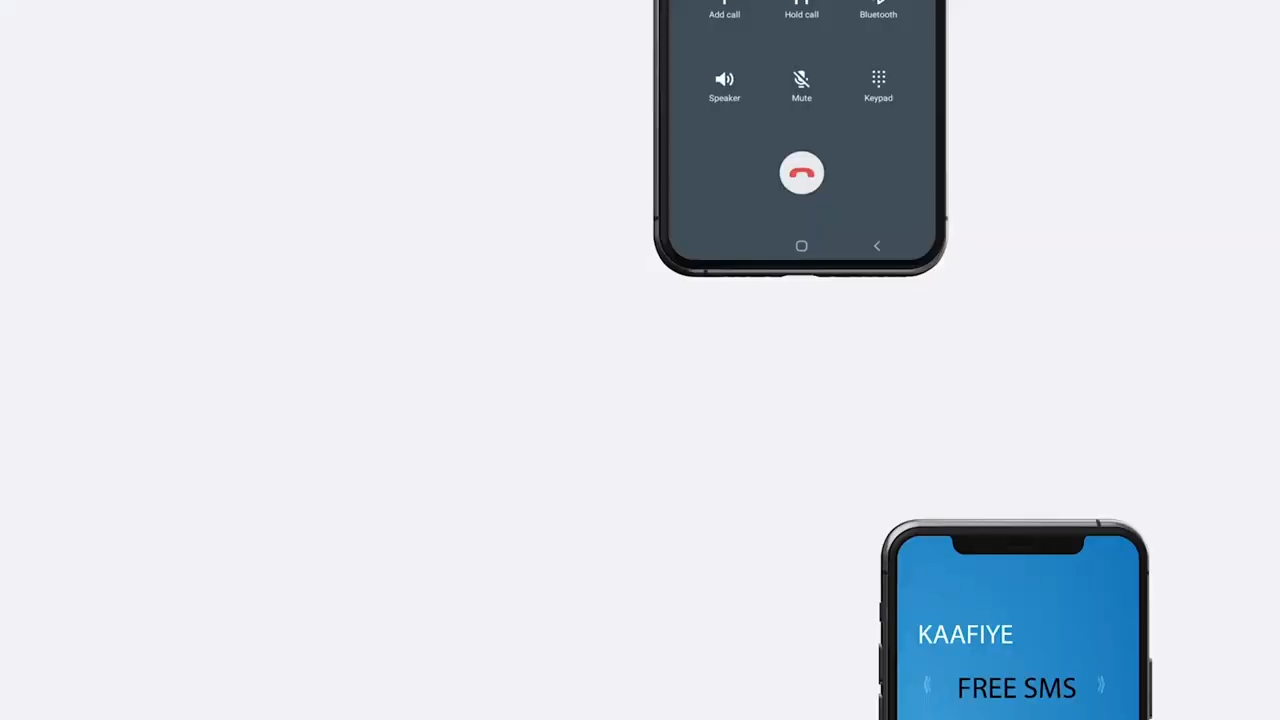 Add call Hold call Bluetooth
Speaker Mute Keypad
KAAFIYE
FREE SMS